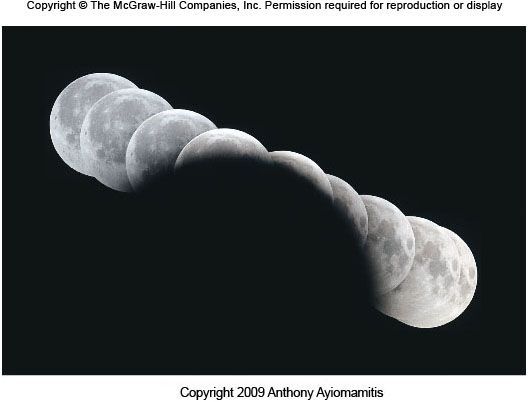 Copyright © The McGraw-Hill Companies, Inc. Permission required for reproduction or display
Copyright 2009 Anthony Ayiomamitis